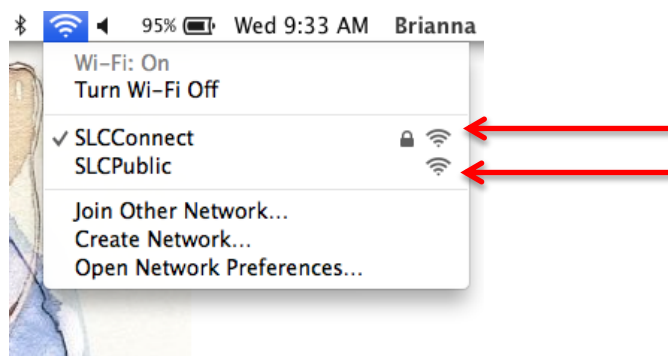 95% Wed 9:33 AM Brianna
Wi-Fi: On
Turn Wi-Fi Off
✓ SLCConnect
SLCPublic
Join Other Network...
Create Network...
Open Network Preferences...